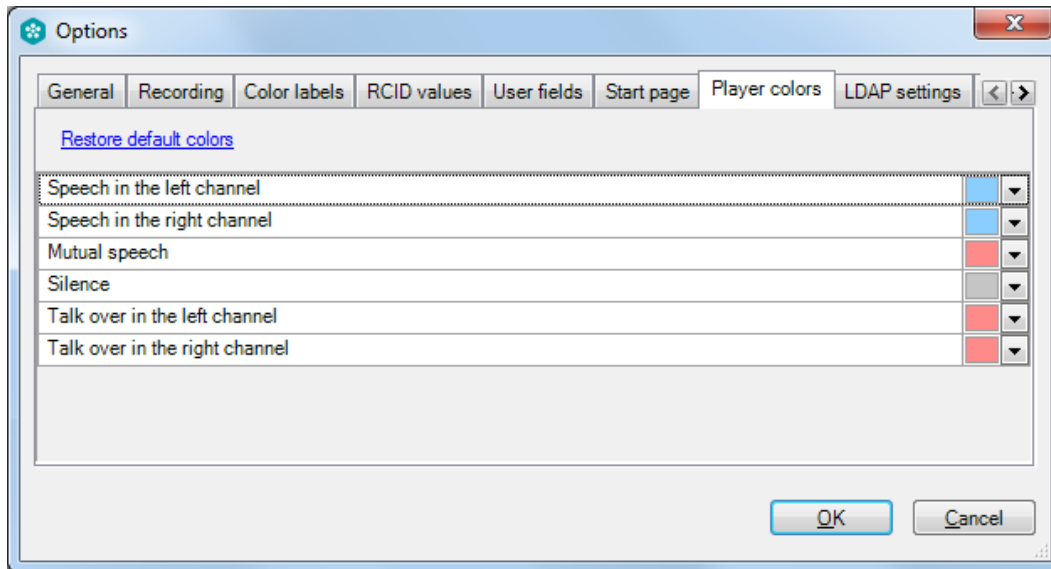 Options
General Recording Color labels RCID values User fields Start page Player colors LDAP settings
Restore default colors
Speech in the left channel
Speech in the right channel
Mutual speech
Silence
Talk over in the left channel
Talk over in the right channel
OK Cancel